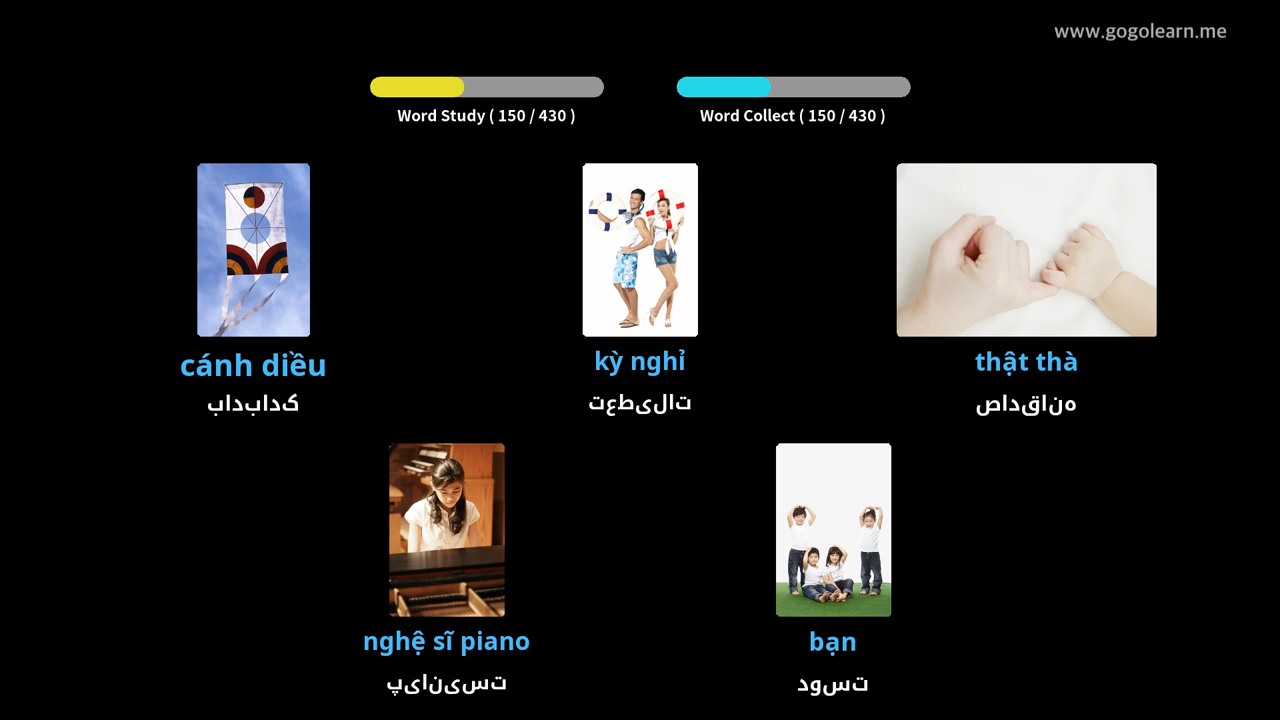 www.gogolearn.me
Word Study ( 150 / 430 )
Word Collect ( 150 / 430 )
cánh diều
کدابداب
kỳ nghỉ
تالیطعت
thật thà
هناقداص
nghệ sĩ piano
تسینایپ
bạn
تسود